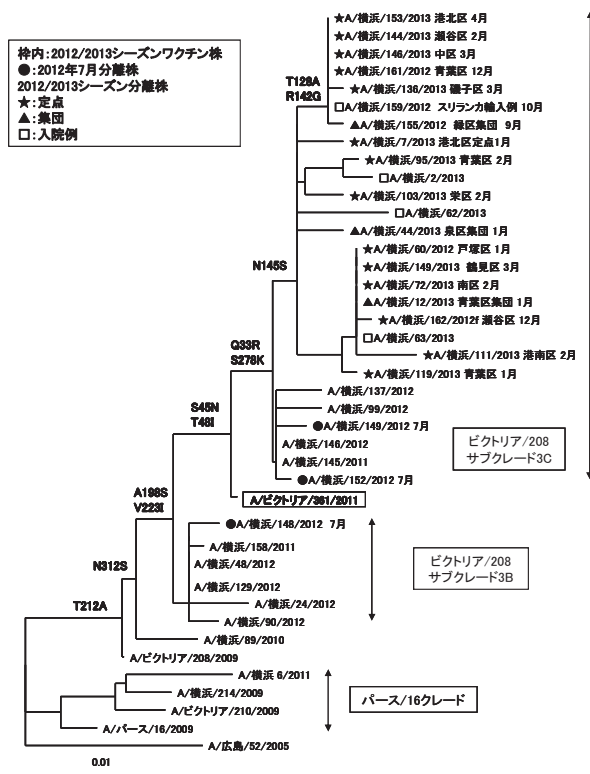 枠内:2012/2013シーズンワクチン株
●:2012年7月分離株
2012/2013シーズン分離株
★:定点
▲:集団
□:入院例
★A/横浜/153/2013 港北区 4月
★A/横浜/144/2013 瀬谷区 2月
★A/横浜/146/2013 中区 3月
★A/横浜/161/2012 青葉区 12月
T128A
R142G
★A/横浜/136/2013 磯子区 3月
□A/横浜/159/2012 スリランカ輸入例 10月
▲A/横浜/155/2012 緑区集団 9月
★A/横浜/7/2013 港北区定点1月
★A/横浜/95/2013 青葉区 2月
□A/横浜/2/2013
★A/横浜/103/2013 栄区 2月
□A/横浜/62/2013
▲A/横浜/44/2013 泉区集団 1月
★A/横浜/60/2012 戸塚区 1月
N145S
★A/横浜/149/2013 鶴見区 3月
★A/横浜/72/2013 南区 2月
▲A/横浜/12/2013 青葉区集団 1月
★A/横浜/162/2012f 瀬谷区 12月
□A/横浜/63/2013
Q33R
S278K
★A/横浜/111/2013 港南区 2月
★A/横浜/119/2013 青葉区 1月
A/横浜/137/2012
A/横浜/99/2012
S45N
T48I
●A/横浜/149/2012 7月
A/横浜/146/2012
A/横浜/145/2011
●A/横浜/152/2012 7月
ビクトリア/208
サブクレード3C
A/ビクトリア/361/2011
A198S
V223I
●A/横浜/148/2012 7月
A/横浜/158/2011
A/横浜/48/2012
A/横浜/129/2012
A/横浜/24/2012
A/横浜/90/2012
ビクトリア/208
サブクレード3B
N312S
T212A
A/横浜/89/2010
A/ビクトリア/208/2009
A/横浜 6/2011
A/横浜/214/2009
A/ビクトリア/210/2009
A/パース/16/2009
パース/16クレード
A/広島/52/2005
0.01